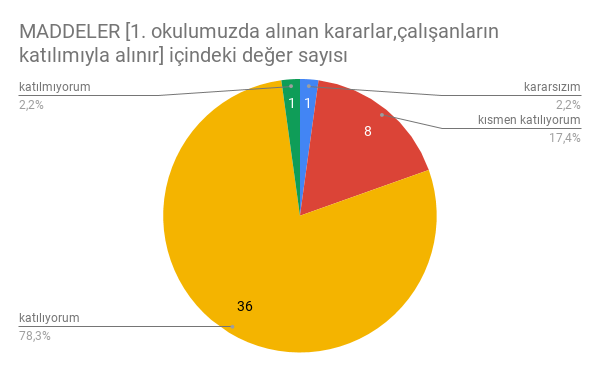 MADDELER [1. okulumuzda alınan kararlar,çalışanların
katılımıyla alınır] içindeki değer sayısı
katılmıyorum
2,2%
kararsızım
2,2%
kısmen katılıyorum
17,4%
1
1
8
36
katılıyorum
78,3%